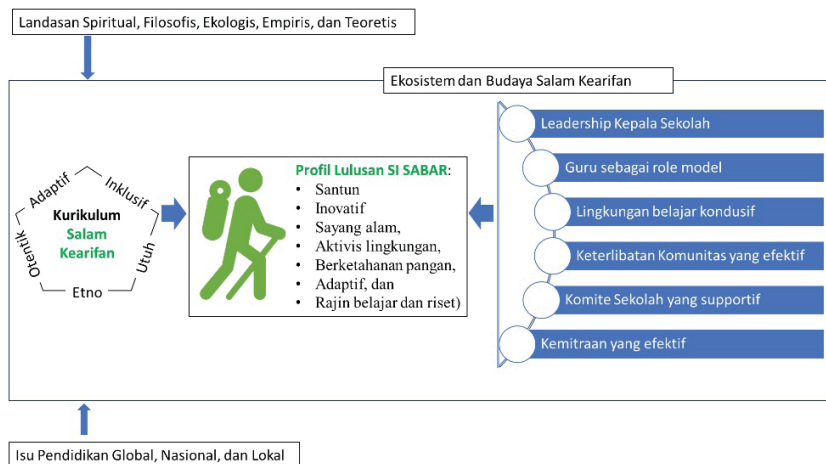 Landasan Spiritual, Filosofis, Ekologis, Empiris, dan Teoretis
Ekosistem dan Budaya Salam Kearifan
Adaptif
Inklusif
Otentik
Utuh
Etno
Kurikulum
Salam
Kearifan
Profil Lulusan SI SABAR:
• Santun
• Inovatif
• Sayang alam,
• Aktivis lingkungan,
• Berketahanan pangan,
• Adaptif, dan
• Rajin belajar dan riset)
Leadership Kepala Sekolah
Guru sebagai role model
Lingkungan belajar kondusif
Keterlibatan Komunitas yang efektif
Komite Sekolah yang supportif
Kemitraan yang efektif
Isu Pendidikan Global, Nasional, dan Lokal